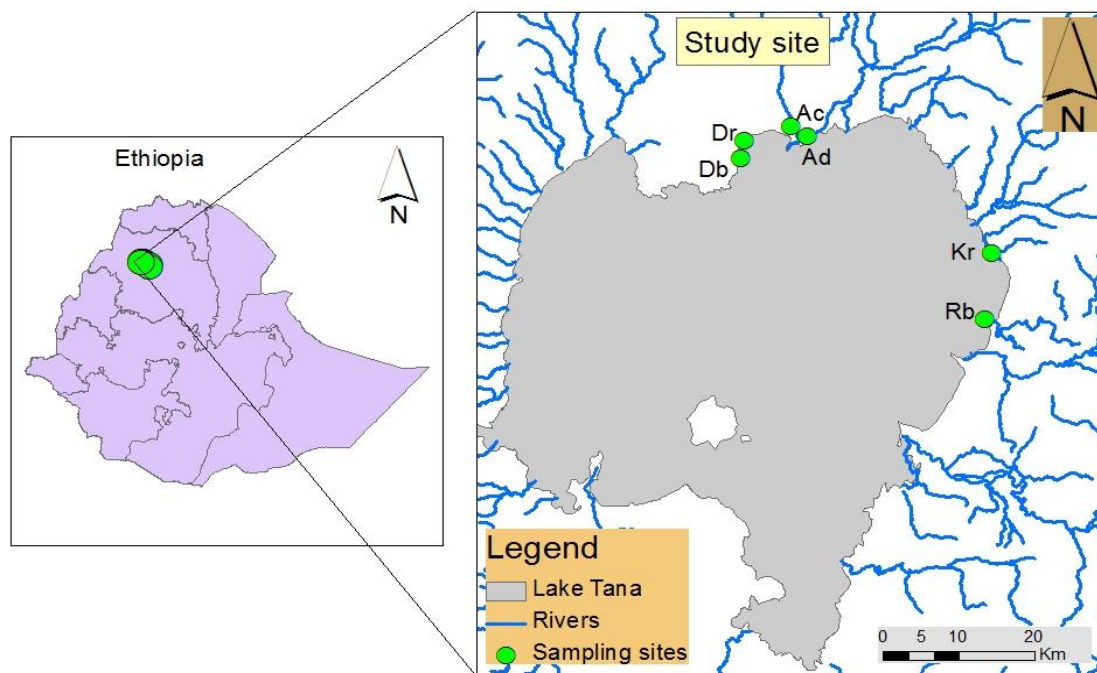 Ethiopia
N
Study site
N
Ac
Dr
Ad
Db
Kr
Rb
Legend
Lake Tana
Rivers
Sampling sites
0 5 10 20
Km